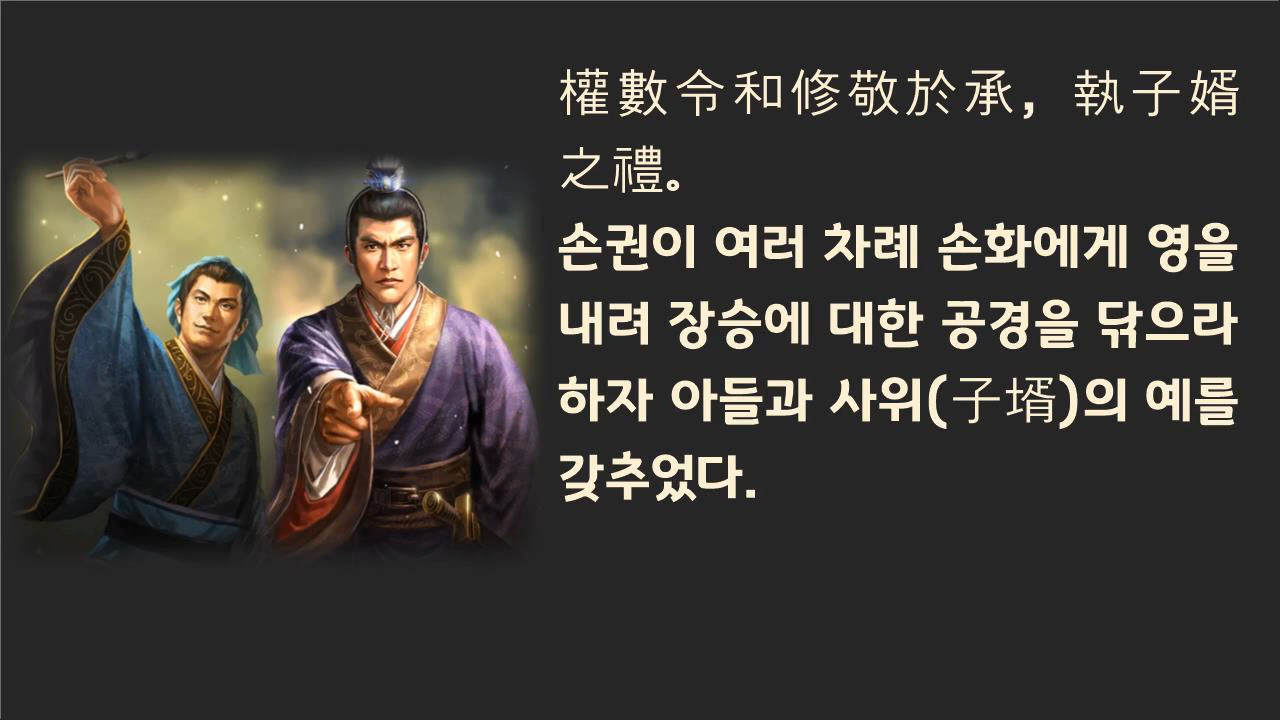 權數令和修敬於承，執子婿
之禮。
손권이 여러 차례 손화에게 영을
내려 장승에 대한 공경을 닦으라
하자 아들과 사위(子壻)의 예를
갖추었다.